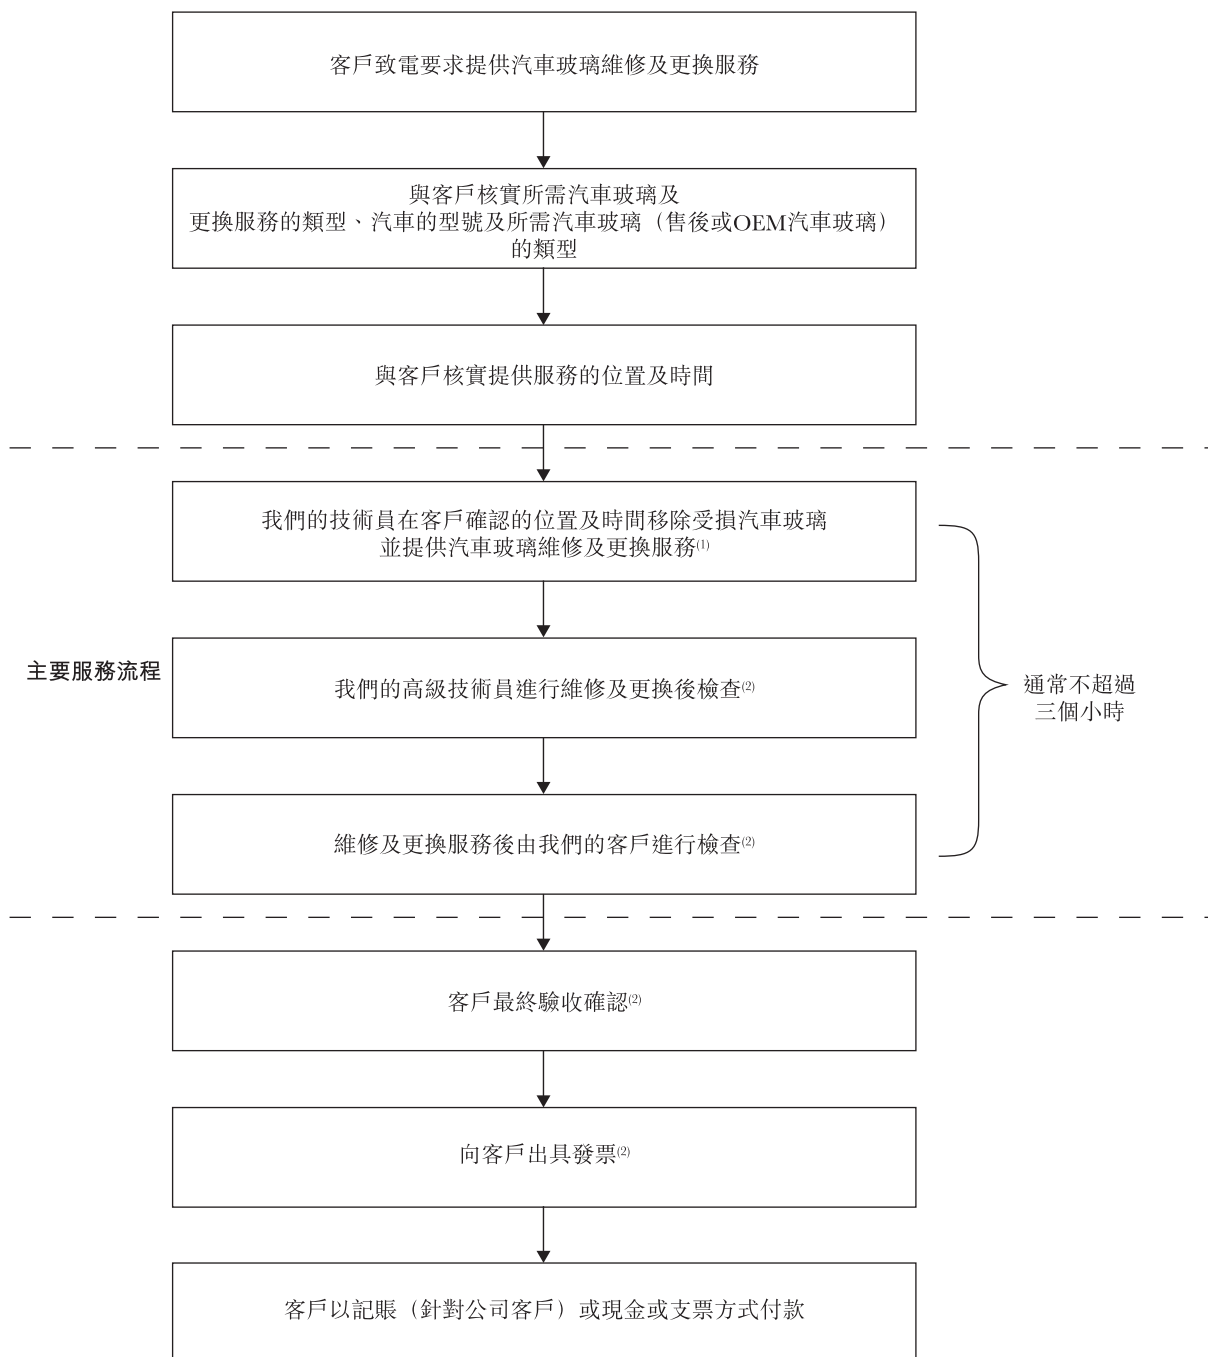 客戶致電要求提供汽車玻璃維修及更換服務
與客戶核實所需汽車玻璃及
更換服務的類型、汽車的型號及所需汽車玻璃（售後或OEM汽車玻璃）
的類型
與客戶核實提供服務的位置及時間
我們的技術員在客戶確認的位置及時間移除受損汽車玻璃
並提供汽車玻璃維修及更換服務(1)
主要服務流程
我們的高級技術員進行維修及更換後檢查(2)
通常不超過
三個小時
維修及更換服務後由我們的客戶進行檢查(2)
客戶最終驗收確認(2)
向客戶出具發票(2)
客戶以記賬（針對公司客戶）或現金或支票方式付款